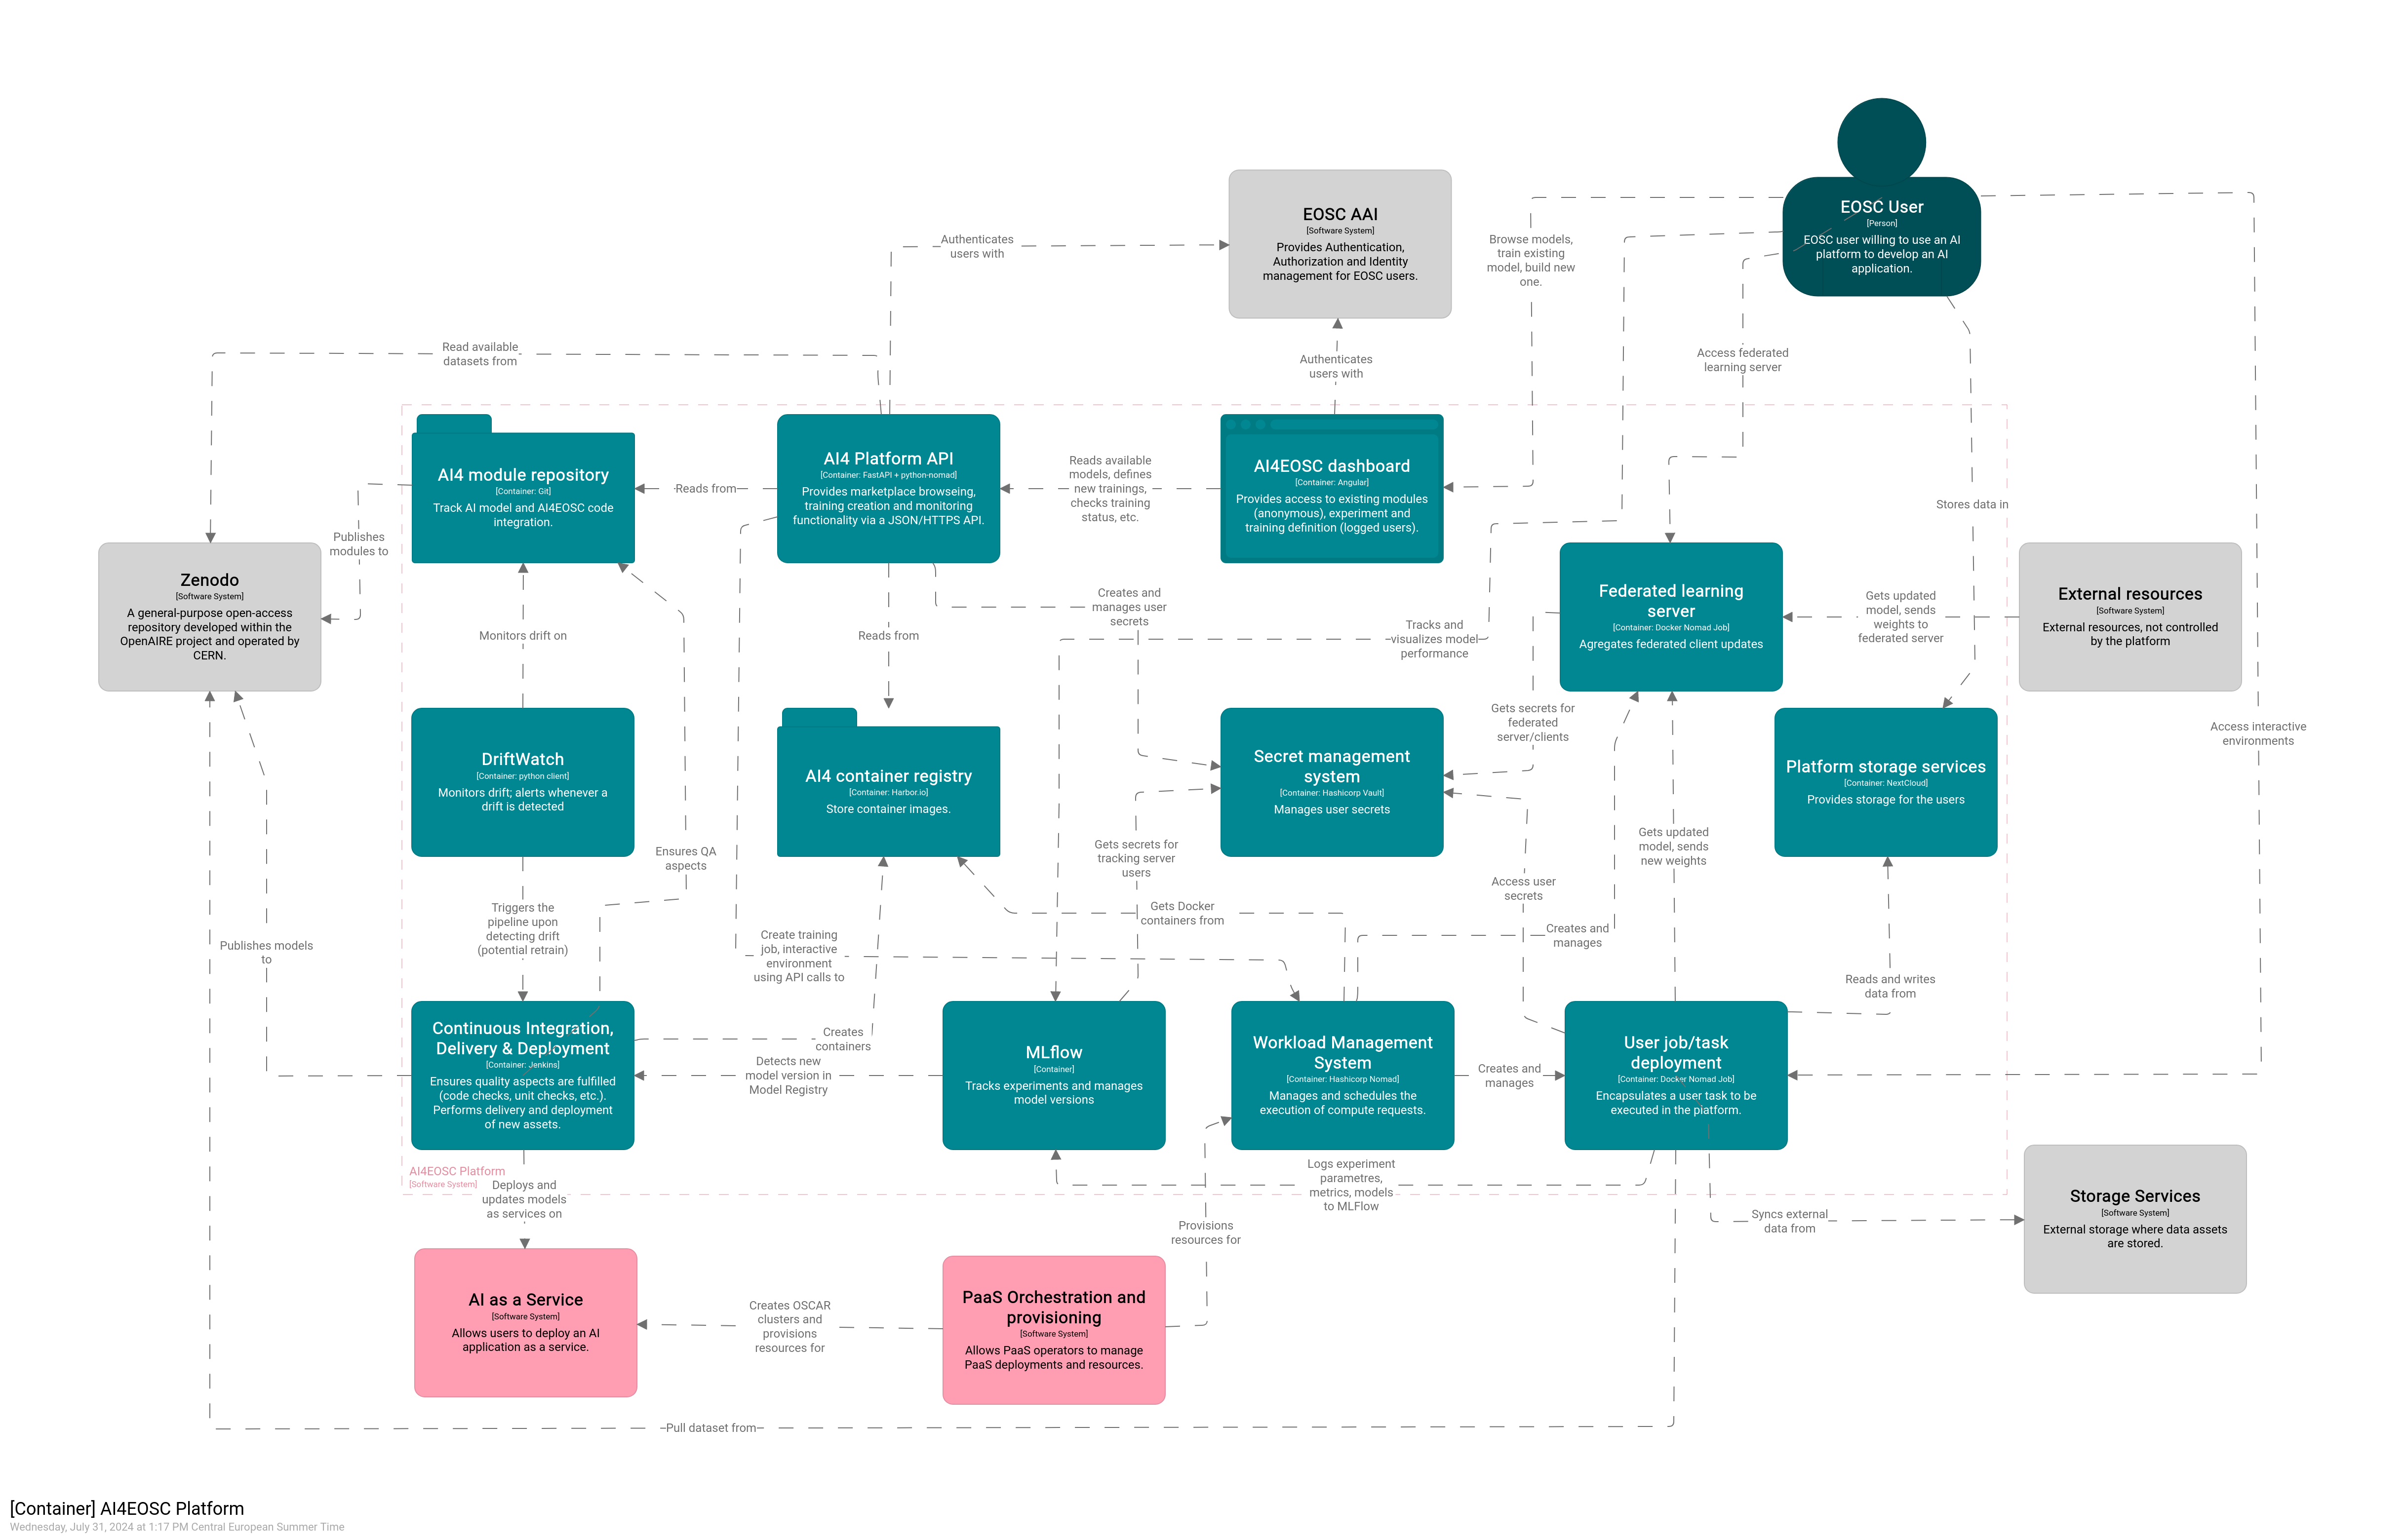 EOSC User
[Person]
EOSC user willing to use an AI
platform to develop an AI
application.
EOSC AAI
[Software System]
Provides Authentication,
Authorization and Identity
management for EOSC users.
Authenticates
users with
Browse models,
train existing
model, build new
one.
Read available
datasets from
Authenticates
users with
Access federated
learning server
AI4 module repository
[Container: Git]
Track AI model and AI4EOSC code
integration.
Reads from
AI4 Platform API
[Container: FastAPI + python-nomad]
Provides marketplace browseing,
training creation and monitoring
functionality via a JSON/HTTPS API.
Reads available
models, defines
new trainings,
checks training
status, etc.
AI4EOSC dashboard
[Container: Angular]
Provides access to existing modules
(anonymous), experiment and
training definition (logged users).
Stores data in
Publishes
modules to
Zenodo
[Software System]
A general-purpose open-access
repository developed within the
OpenAIRE project and operated by
CERN.
Monitors drift on
Reads from
Creates and
manages user
secrets
Tracks and
visualizes model
performance
Federated learning
server
[Container: Docker Nomad Job]
Agregates federated client updates
Gets updated
model, sends
weights to
federated server
External resources
[Software System]
External resources, not controlled
by the platform
DriftWatch
[Container: python client]
Monitors drift; alerts whenever a
drift is detected
AI4 container registry
[Container: Harbor.io]
Store container images.
Secret management
system
[Container: Hashicorp Vault]
Manages user secrets
Gets secrets for
federated
server/clients
Platform storage services
[Container: NextCloud]
Provides storage for the users
Access interactive
environments
Ensures QA
aspects
Gets secrets for
tracking server
users
Gets updated
model, sends
new weights
Access user
secrets
Triggers the
pipeline upon
detecting drift
(potential retrain)
Gets Docker
containers from
Creates and
manages
Publishes models
to
Create training
job, interactive
environment
using API calls to
Reads and writes
data from
Continuous Integration,
Delivery & Deployment
[Container: Jenkins]
Ensures quality aspects are fulfilled
(code checks, unit checks, etc.).
Performs delivery and deployment
of new assets.
Creates
containers
Detects new
model version in
Model Registry
MLflow
[Container]
Tracks experiments and manages
model versions
Workload Management
System
[Container: Hashicorp Nomad]
Manages and schedules the
execution of compute requests.
Creates and
manages
User job/task
deployment
[Container: Docker Nomad Job]
Encapsulates a user task to be
executed in the platform.
AI4EOSC Platform
[Software System]
Deploys and
updates models
as services on
Logs experiment
parametres,
metrics, models
to MLFlow
Provisions
resources for
Syncs external
data from
Storage Services
[Software System]
External storage where data assets
are stored.
AI as a Service
[Software System]
Allows users to deploy an AI
application as a service.
Creates OSCAR
clusters and
provisions
resources for
PaaS Orchestration and
provisioning
[Software System]
Allows PaaS operators to manage
PaaS deployments and resources.
Pull dataset from
[Container] AI4EOSC Platform
Wednesday, July 31, 2024 at 1:17 PM Central European Summer Time